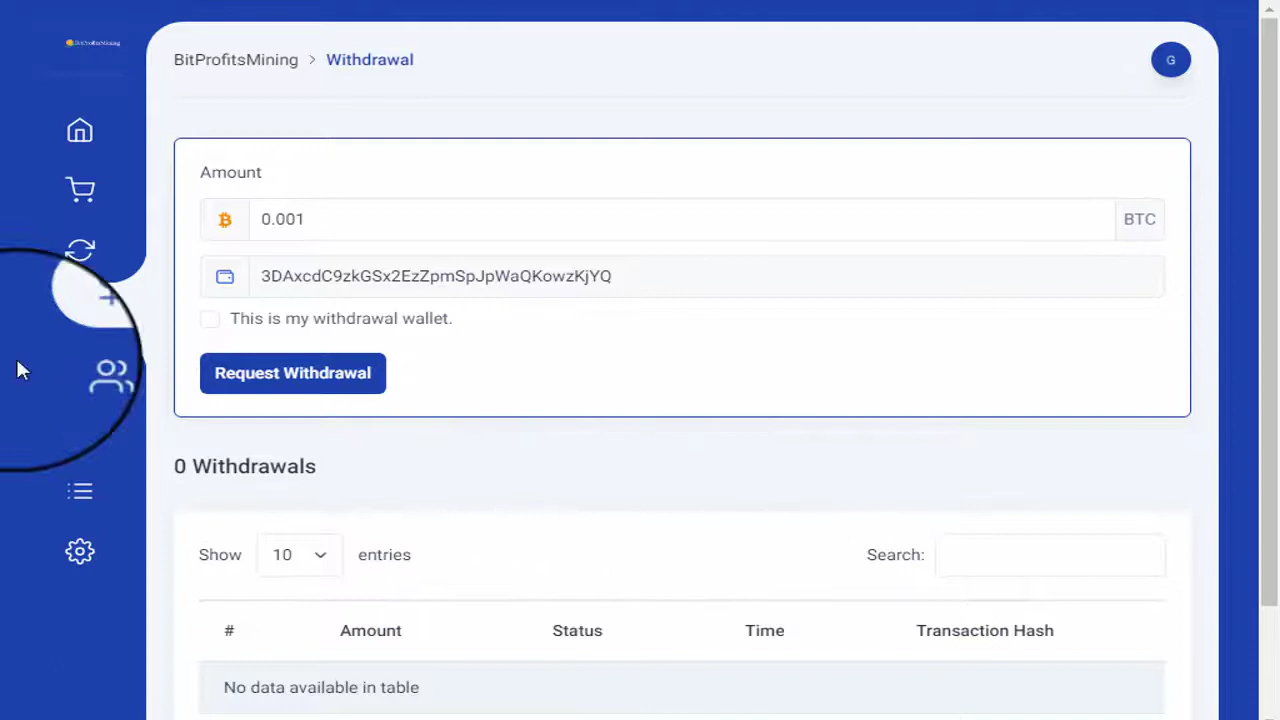 BitProfitsMining
BitProfitsMining > Withdrawal
G
Amount
0.001 BTC
3DAxcdC9zkGSx2EzZpmSpJpWaQKowzKjYQ
This is my withdrawal wallet.
Request Withdrawal
0 Withdrawals
Show 10 entries Search:
# Amount Status Time Transaction Hash
No data available in table